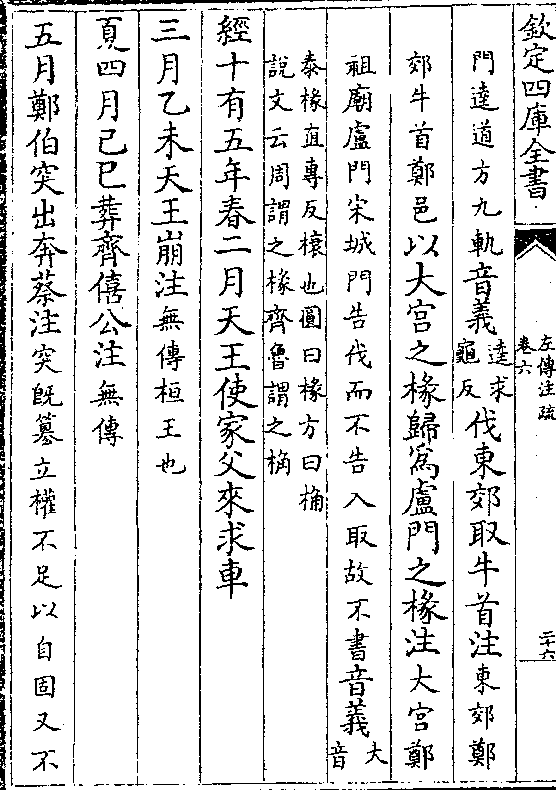 欽定四庫全書
左傳注疏
卷六
二十六
門逵道方九軌音義逵求龜反伐東郊取牛首注東郊鄭
郊牛首鄭邑以大宫之椽歸為盧門之椽注大宫鄭
祖廟盧門宋城門告伐而不告入取故不書音義大音
泰椽直專反榱也圓曰椽方曰桷
說文云周謂之椽齊魯謂之桷
經十有五年春二月天王使家父來求車
三月乙未天王崩注無傳桓王也
夏四月己巳葬齊僖公注無傳
五月鄭伯突出奔蔡注突既簒立權不足以自固又不